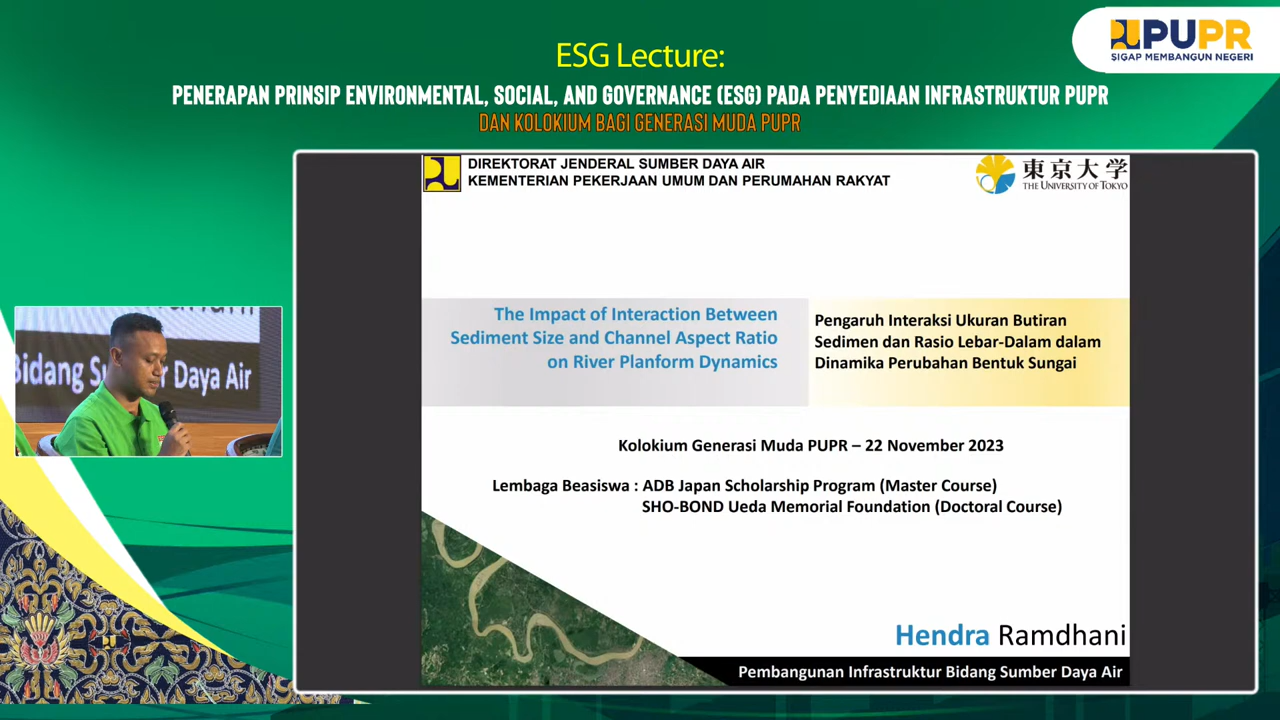 ESG Lecture:
PENERAPAN PRINSIP ENVIRONMENTAL, SOCIAL, AND GOVERNANCE (ESG) PADA PENYEDIAAN INFRASTRUKTUR PUPR
DAN KOLOKIUM BAGI GENERASI MUDA PUPR
PUPR
SIGAP MEMBANGUN NEGERI
DIREKTORAT JENDERAL SUMBER DAYA AIR
KEMENTERIAN PEKERJAAN UMUM DAN PERUMAHAN RAKYAT
東京大学
THE UNIVERSITY OF TOKYO
The Impact of Interaction Between
Sediment Size and Channel Aspect Ratio
on River Planform Dynamics
Pengaruh Interaksi Ukuran Butiran
Sedimen dan Rasio Lebar-Dalam dalam
Dinamika Perubahan Bentuk Sungai
Kolokium Generasi Muda PUPR – 22 November 2023
Lembaga Beasiswa : ADB Japan Scholarship Program (Master Course)
SHO-BOND Ueda Memorial Foundation (Doctoral Course)
Hendra Ramdhani
Pembangunan Infrastruktur Bidang Sumber Daya Air
Bidang Su Daya Air